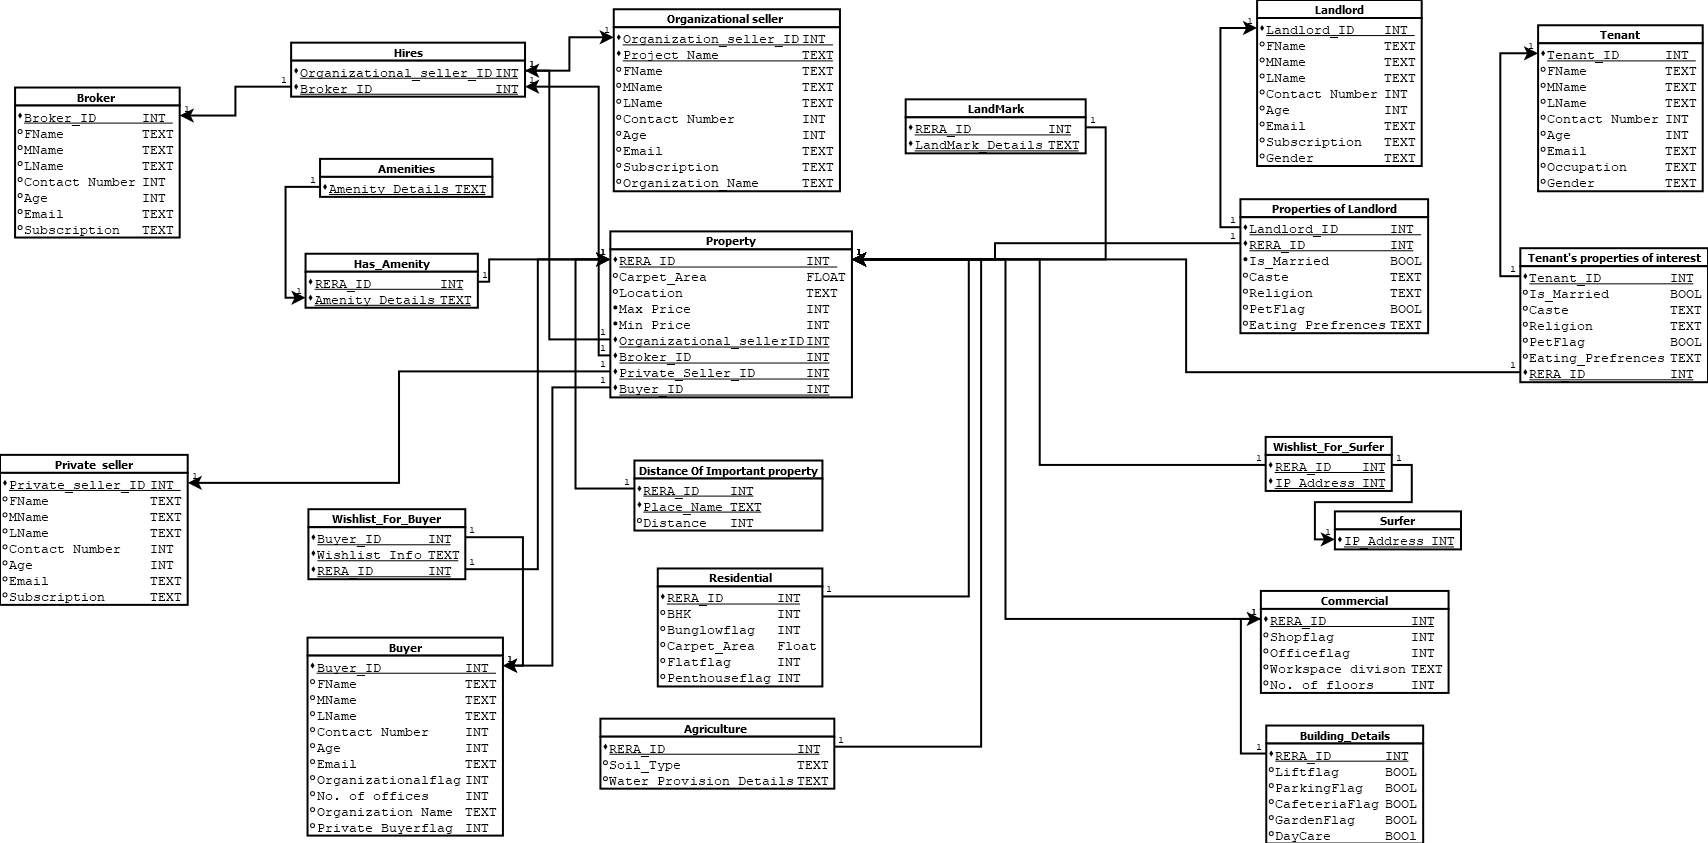 Organizational seller
Organization_seller_ID INT
Project_Name TEXT
FName TEXT
MName TEXT
LName TEXT
Contact Number INT
Age INT
Email TEXT
Subscription TEXT
Organization_Name TEXT
Hires
Organizational_seller_ID INT
Broker_ID INT
Broker
Broker_ID INT
FName TEXT
MName TEXT
LName TEXT
Contact Number INT
Age INT
Email TEXT
Subscription TEXT
Amenities
Amenity_Details TEXT
Has_Amenity
RERA_ID INT
Amenity_Details TEXT
LandMark
RERA_ID INT
LandMark_Details TEXT
Landlord
Landlord_ID INT
FName TEXT
MName TEXT
LName TEXT
Contact Number INT
Age INT
Email TEXT
Subscription TEXT
Gender TEXT
Tenant
Tenant_ID INT
FName TEXT
MName TEXT
LName TEXT
Contact Number INT
Age INT
Email TEXT
Occupation TEXT
Gender TEXT
Property
RERA_ID INT
Carpet_Area FLOAT
Location TEXT
Max Price INT
Min Price INT
Organizational_sellerID INT
Broker_ID INT
Private_Seller_ID INT
Buyer_ID INT
Properties of Landlord
Landlord_ID INT
RERA_ID INT
Is_Married BOOL
Caste TEXT
Religion TEXT
PetFlag BOOL
Eating_Prefrences TEXT
Tenant's properties of interest
Tenant_ID INT
Is_Married BOOL
Caste TEXT
Religion TEXT
PetFlag BOOL
Eating_Prefrences TEXT
RERA_ID INT
Private seller
Private_seller_ID INT
FName TEXT
MName TEXT
LName TEXT
Contact Number INT
Age INT
Email TEXT
Subscription TEXT
Wishlist_For_Buyer
Buyer_ID INT
Wishlist_Info TEXT
RERA_ID INT
Distance Of Important property
RERA_ID INT
Place_Name TEXT
Distance INT
Wishlist_For_Surfer
RERA_ID INT
IP_Address INT
Surfer
IP_Address INT
Residential
RERA_ID INT
BHK INT
Bunglowflag INT
Carpet_Area Float
Flatflag INT
Penthouseflag INT
Commercial
RERA_ID INT
Shopflag INT
Officeflag INT
Workspace divison TEXT
No. of floors INT
Buyer
Buyer_ID INT
FName TEXT
MName TEXT
LName TEXT
Contact Number INT
Age INT
Email TEXT
Organizationalflag INT
No. of offices INT
Organization Name TEXT
Private Buyerflag INT
Agriculture
RERA_ID INT
Soil_Type TEXT
Water Provision Details TEXT
Building_Details
RERA_ID INT
Liftflag BOOL
ParkingFlag BOOL
CafeteriaFlag BOOL
GardenFlag BOOL
DayCare BOOl